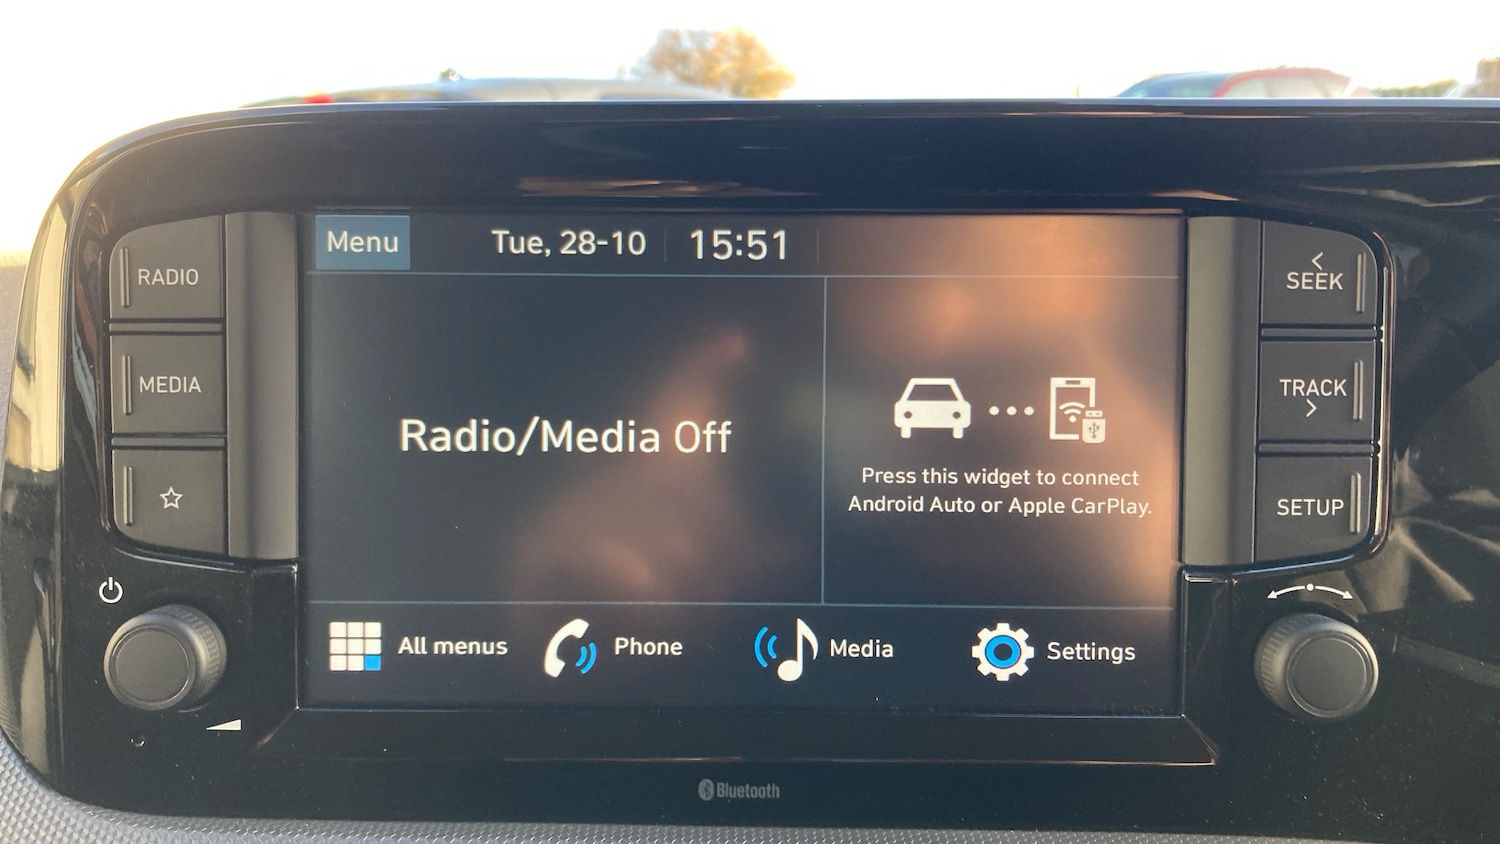 Menu
Tue, 28-10
15:51
RADIO
MEDIA
Radio/Media Off
Press this widget to connect
Android Auto or Apple CarPlay.
SEEK
TRACK
SETUP
All menus
Phone
Media
Settings
Bluetooth